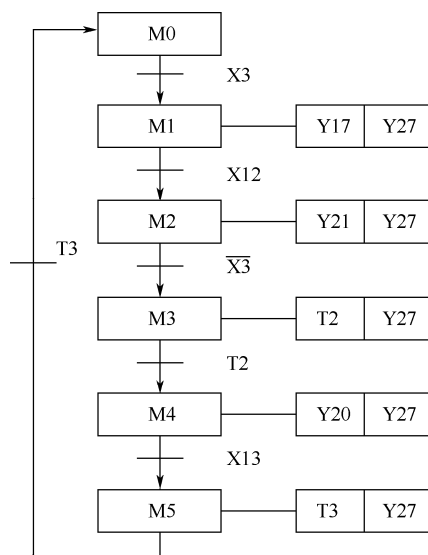 M0
X3
M1 Y17 Y27
X12
M2 Y21 Y27
T3
X̅3̅
M3 T2 Y27
T2
M4 Y20 Y27
X13
M5 T3 Y27